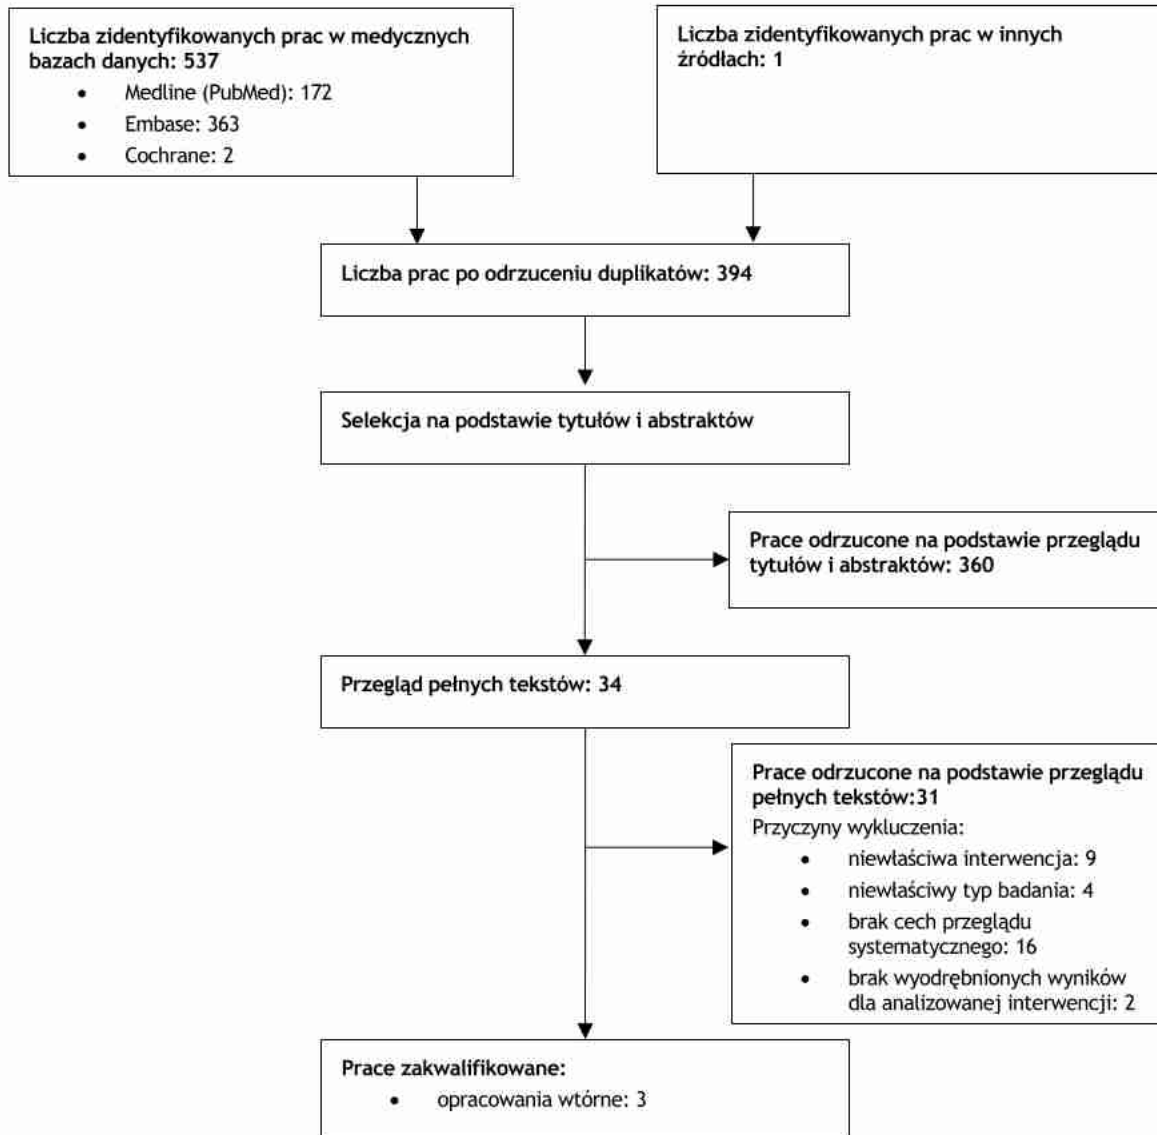 Liczba zidentyfikowanych prac w medycznych
bazach danych: 537
• Medline (PubMed): 172
• Embase: 363
• Cochrane: 2
Liczba zidentyfikowanych prac w innych
źródłach: 1
Liczba prac po odrzuceniu duplikatów: 394
Selekcja na podstawie tytułów i abstraktów
Prace odrzucone na podstawie przeglądu
tytułów i abstraktów: 360
Przegląd pełnych tekstów: 34
Prace odrzucone na podstawie przeglądu
pełnych tekstów:31
Przyczyny wykluczenia:
• niewłaściwa interwencja: 9
• niewłaściwy typ badania: 4
• brak cech przeglądu
systematycznego: 16
• brak wyodrębnionych wyników
dla analizowanej interwencji: 2
Prace zakwalifikowane:
• opracowania wtórne: 3